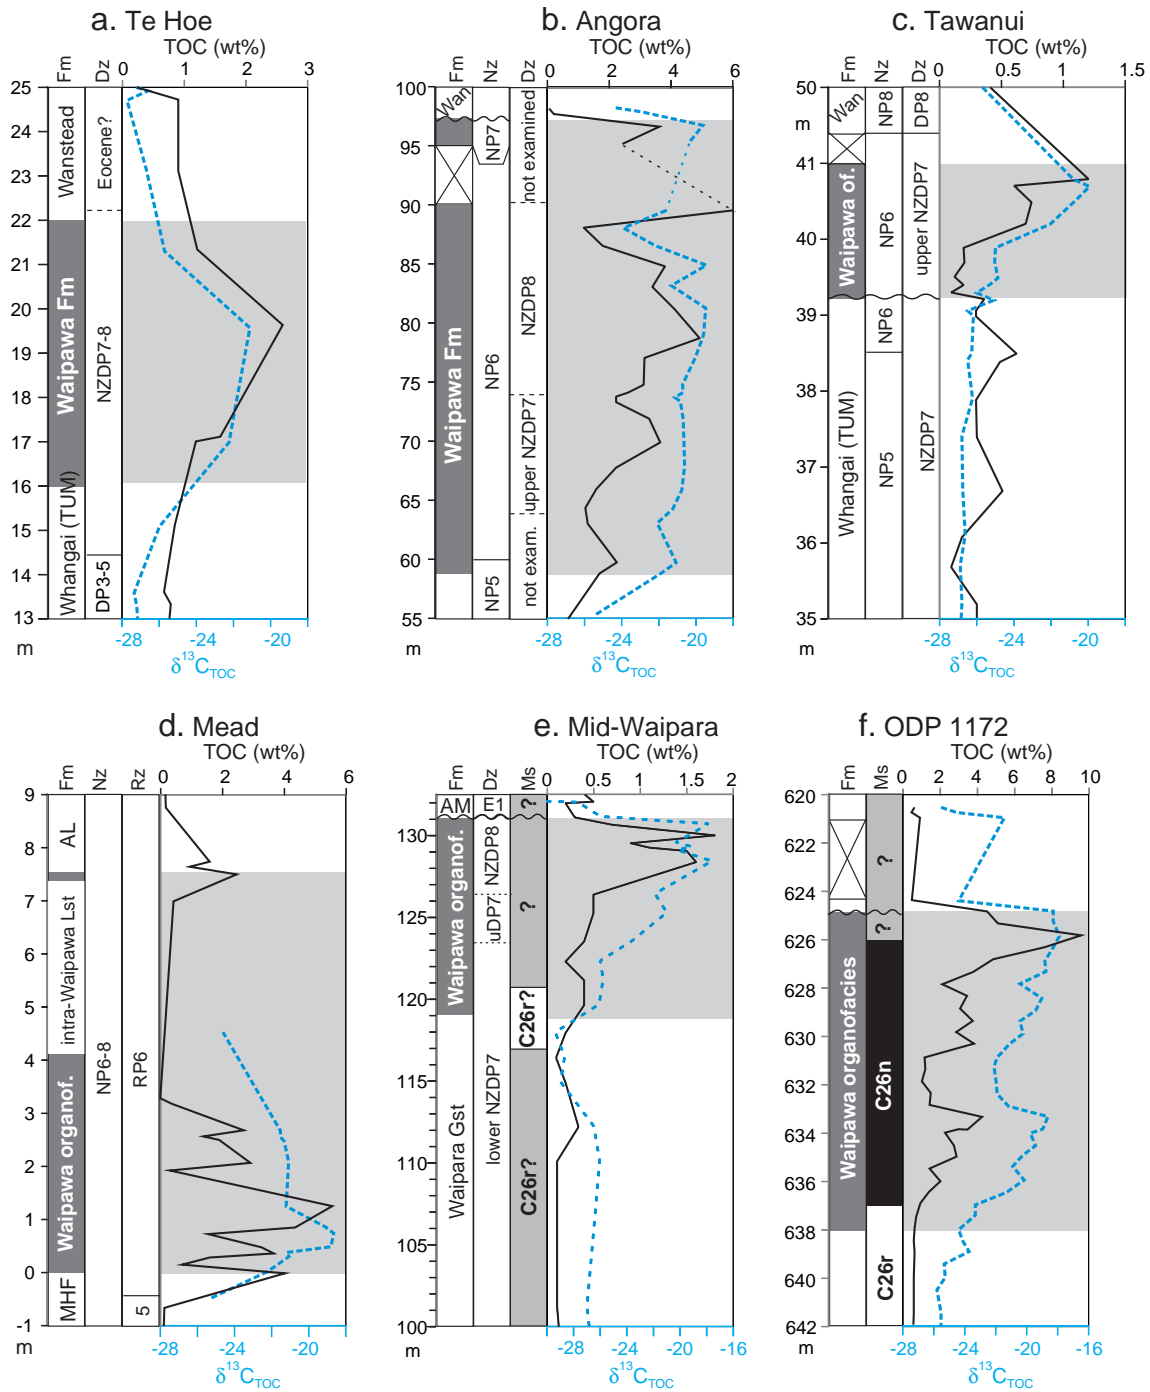 a. Te Hoe
TOC (wt%)
Fm
Dz
0 1 2 3
25
24
23
22
21
20
19
18
17
16
15
14
13
m
Wanstead
Waipawa Fm
Whangai (TUM)
Eocene?
NZDP7-8
DP3-5
-28 -24 -20
δ13CTOC
b. Angora
TOC (wt%)
Fm
Nz
Dz
0 2 4 6
100
95
90
85
80
75
70
65
60
55
m
Wan
Waipawa Fm
NP7
NP6
NP5
not examined
NZDP8
upper NZDP7
not exam.
-28 -24 -20
δ13CTOC
c. Tawanui
TOC (wt%)
Fm
Nz
Dz
0 0.5 1 1.5
50
m
41
40
39
38
37
36
35
m
Wan
Waipawa of.
Whangai (TUM)
NP8
NP6
NP6
NP5
DP8
upper NZDP7
NZDP7
-28 -24 -20
δ13CTOC
d. Mead
TOC (wt%)
Fm
Nz
Rz
0 2 4 6
9
8
7
6
5
4
3
2
1
0
-1
m
AL
intra-Waipawa Lst
Waipawa organof.
MHF
NP6-8
RP6
5
-28 -24 -20
δ13CTOC
e. Mid-Waipara
TOC (wt%)
Fm
Dz
Ms
0 0.5 1 1.5 2
130
125
120
115
110
105
100
m
AM
Waipawa organof.
Waipara Gst
E1
NZDP8
uDP7
lower NZDP7
?
?
C26r?
C26r?
-28 -24 -20 -16
δ13CTOC
f. ODP 1172
TOC (wt%)
Fm
Ms
0 2 4 6 8 10
620
622
624
626
628
630
632
634
636
638
640
642
Waipawa organofacies
?
?
C26n
C26r
-28 -24 -20 -16
δ13CTOC